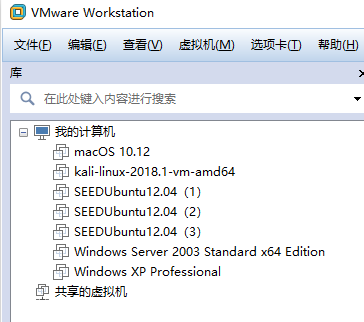 VMware Workstation
文件(F) 编辑(E) 查看(V) 虚拟机(M) 选项卡(T) 帮助(H)
库
在此处键入内容进行搜索
我的计算机
macOS 10.12
kali-linux-2018.1-vm-amd64
SEEDUbuntu12.04（1）
SEEDUbuntu12.04（2）
SEEDUbuntu12.04（3）
Windows Server 2003 Standard x64 Edition
Windows XP Professional
共享的虚拟机